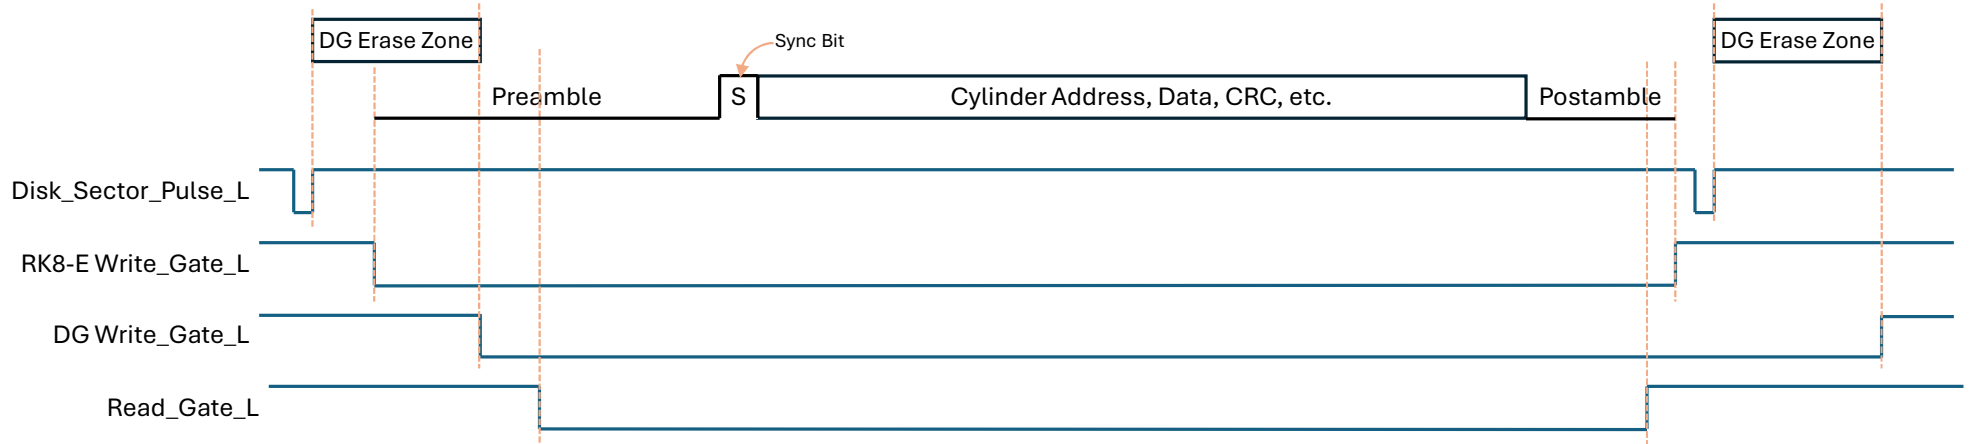 DG Erase Zone
DG Erase Zone
Sync Bit
Preamble
S
Cylinder Address, Data, CRC, etc.
Postamble
Disk_Sector_Pulse_L
RK8-E Write_Gate_L
DG Write_Gate_L
Read_Gate_L